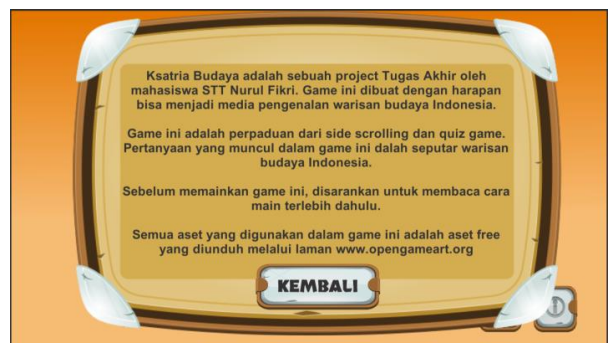 Ksatria Budaya adalah sebuah project Tugas Akhir oleh
mahasiswa STT Nurul Fikri. Game ini dibuat dengan harapan
bisa menjadi media pengenalan warisan budaya Indonesia.
Game ini adalah perpaduan dari side scrolling dan quiz game.
Pertanyaan yang muncul dalam game ini dalah seputar warisan
budaya Indonesia.
Sebelum memainkan game ini, disarankan untuk membaca cara
main terlebih dahulu.
Semua aset yang digunakan dalam game ini adalah aset free
yang diunduh melalui laman www.opengameart.org
KEMBALI